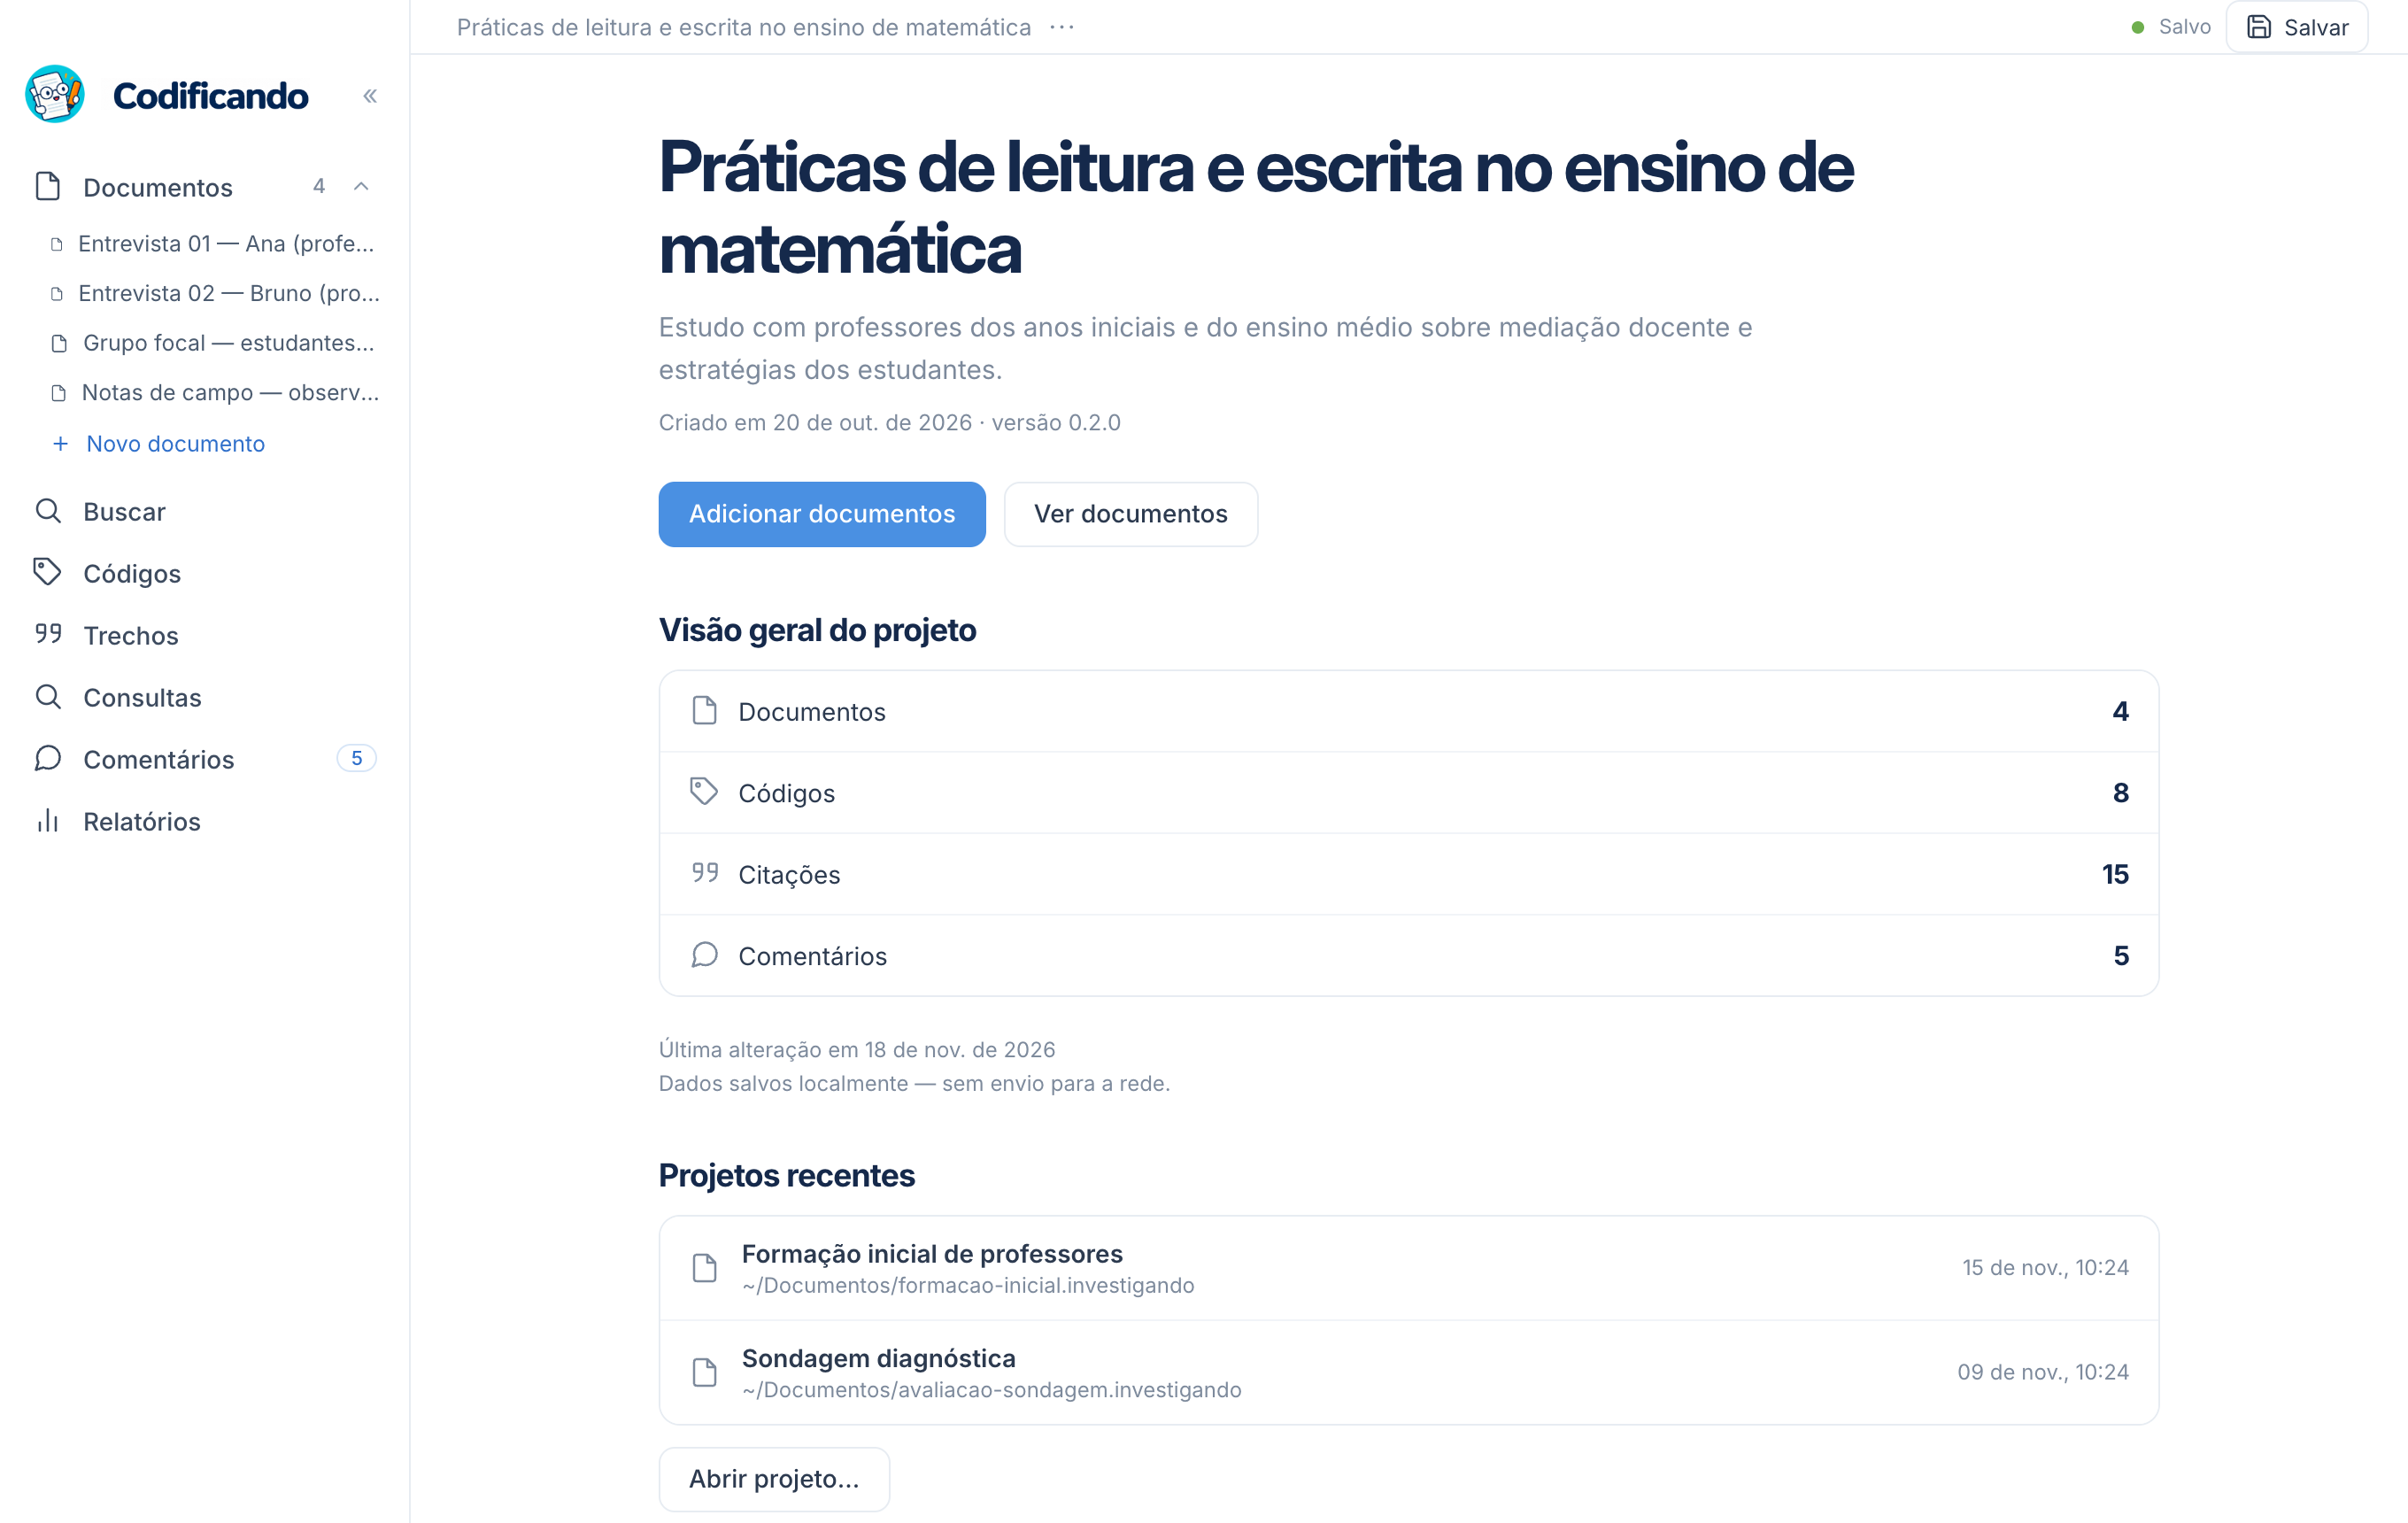 Práticas de leitura e escrita no ensino de matemática ···
Salvo
Salvar
Codificando
Documentos 4
Entrevista 01 — Ana (profe...
Entrevista 02 — Bruno (pro...
Grupo focal — estudantes...
Notas de campo — observ...
+ Novo documento
Buscar
Códigos
Trechos
Consultas
Comentários 5
Relatórios
Práticas de leitura e escrita no ensino de
matemática
Estudo com professores dos anos iniciais e do ensino médio sobre mediação docente e
estratégias dos estudantes.
Criado em 20 de out. de 2026 · versão 0.2.0
Adicionar documentos
Ver documentos
Visão geral do projeto
Documentos 4
Códigos 8
Citações 15
Comentários 5
Última alteração em 18 de nov. de 2026
Dados salvos localmente — sem envio para a rede.
Projetos recentes
Formação inicial de professores
~/Documentos/formacao-inicial.investigando
15 de nov., 10:24
Sondagem diagnóstica
~/Documentos/avaliacao-sondagem.investigando
09 de nov., 10:24
Abrir projeto...